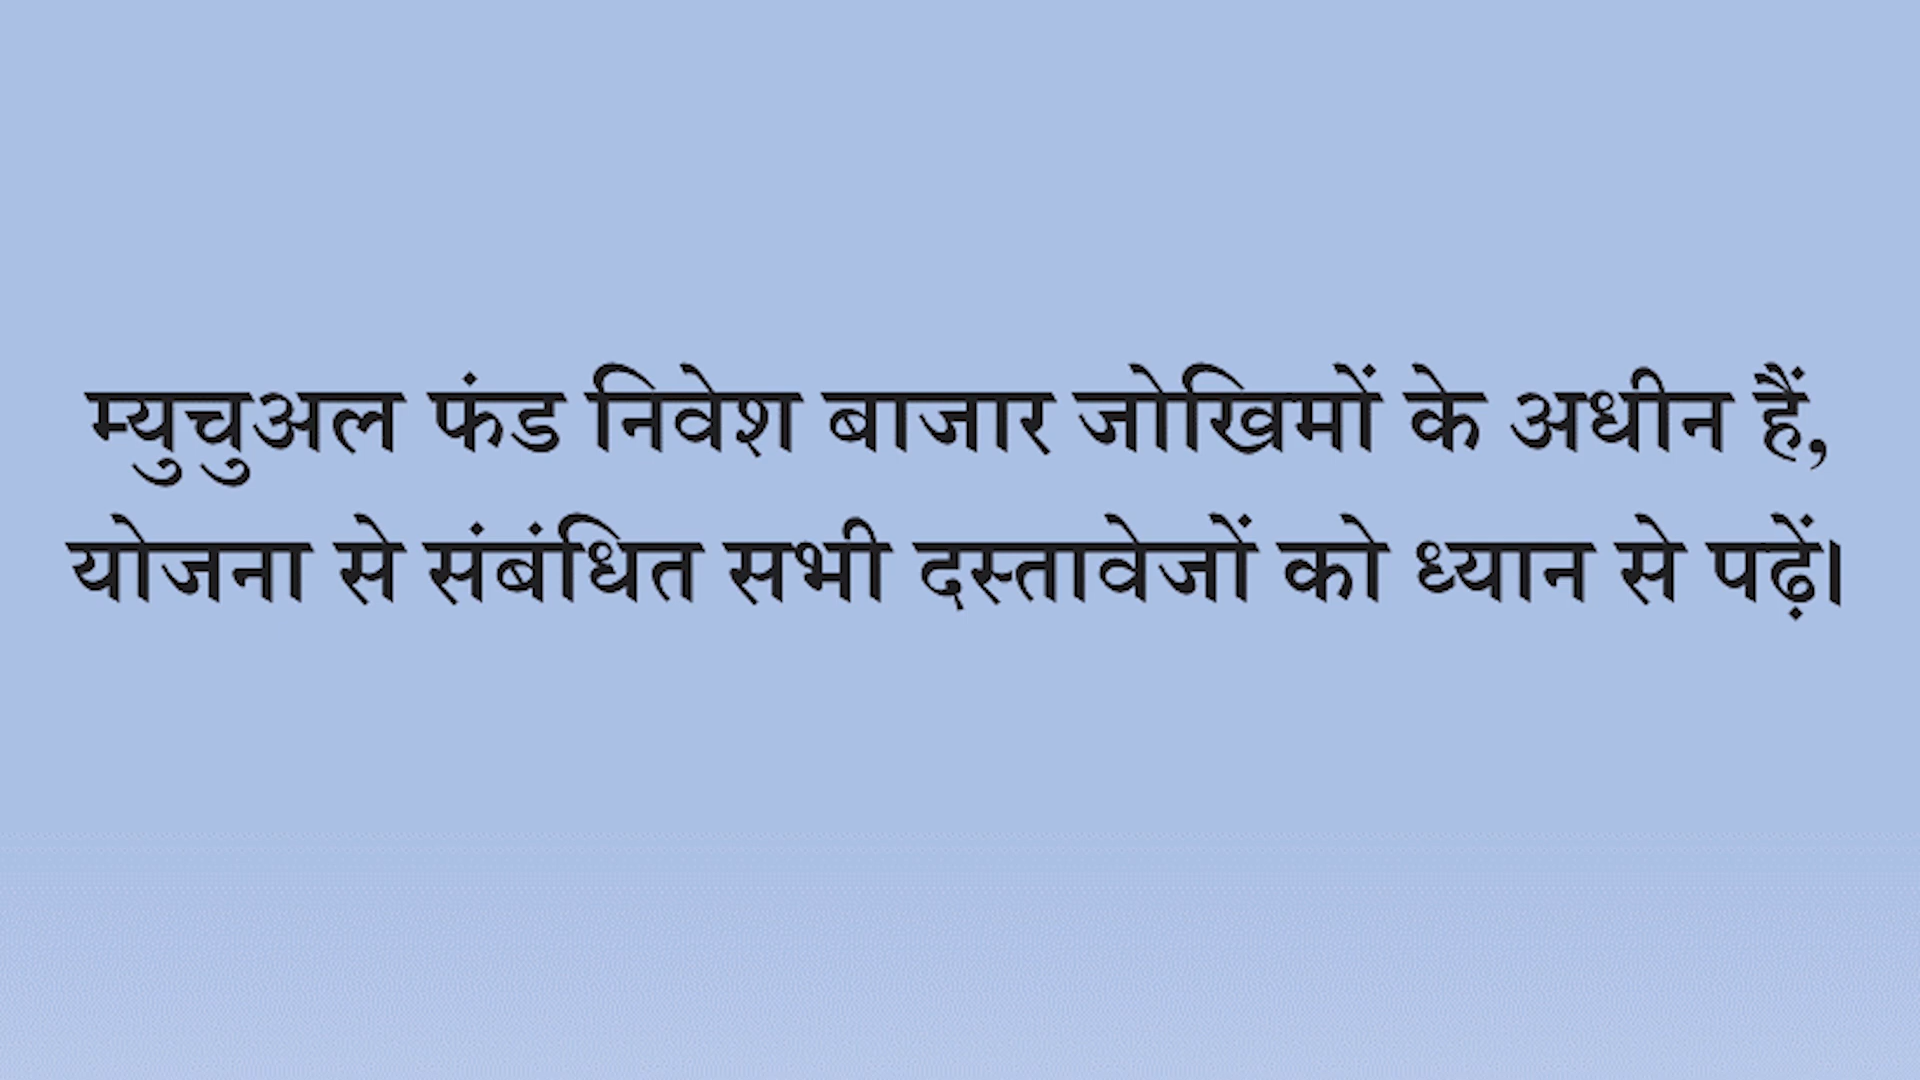 म्युचुअल फंड निवेश बाजार जोखिमों के अधीन हैं,
योजना से संबंधित सभी दस्तावेजों को ध्यान से पढ़ें।